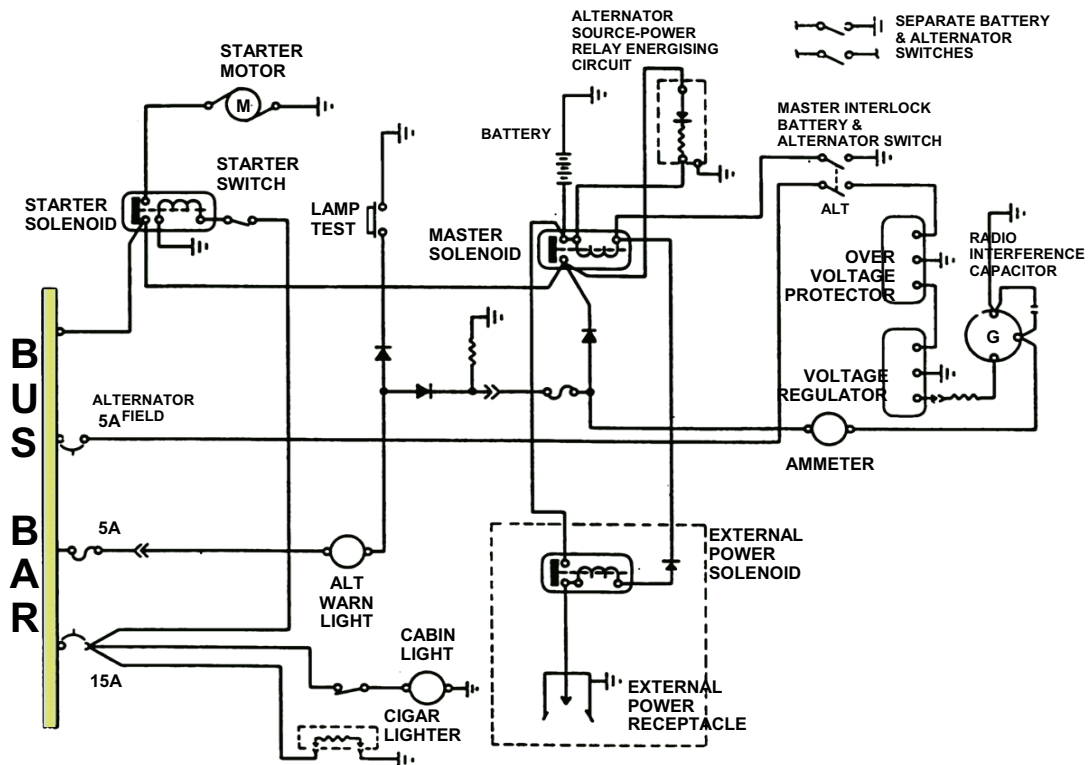 ALTERNATOR
SOURCE-POWER
RELAY ENERGISING
CIRCUIT
SEPARATE BATTERY
& ALTERNATOR
SWITCHES
STARTER
MOTOR
M
BATTERY
MASTER INTERLOCK
BATTERY &
ALTERNATOR SWITCH
ALT
STARTER
SWITCH
STARTER
SOLENOID
LAMP
TEST
MASTER
SOLENOID
OVER
VOLTAGE
PROTECTOR
RADIO
INTERFERENCE
CAPACITOR
G
VOLTAGE
REGULATOR
BUS
BAR
ALTERNATOR
FIELD
5A
AMMETER
5A
ALT
WARN
LIGHT
EXTERNAL
POWER
SOLENOID
15A
CABIN
LIGHT
CIGAR
LIGHTER
EXTERNAL
POWER
RECEPTACLE